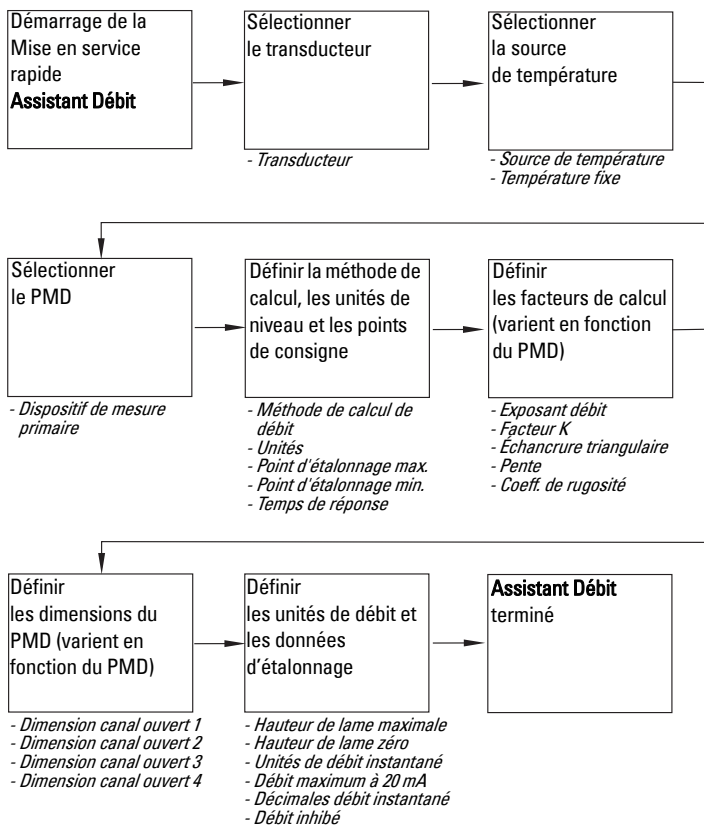 Démarrage de la
Mise en service
rapide
Assistant Débit
Sélectionner
le transducteur
- Transducteur
Sélectionner
la source
de température
- Source de température
- Température fixe
Sélectionner
le PMD
- Dispositif de mesure
primaire
Définir la méthode de
calcul, les unités de
niveau et les points
de consigne
- Méthode de calcul de
débit
- Unités
- Point d'étalonnage max.
- Point d'étalonnage min.
- Temps de réponse
Définir
les facteurs de calcul
(varient en fonction
du PMD)
- Exposant débit
- Facteur K
- Échancrure triangulaire
- Pente
- Coeff. de rugosité
Définir
les dimensions du
PMD (varient en
fonction du PMD)
- Dimension canal ouvert 1
- Dimension canal ouvert 2
- Dimension canal ouvert 3
- Dimension canal ouvert 4
Définir
les unités de débit et
les données
d'étalonnage
- Hauteur de lame maximale
- Hauteur de lame zéro
- Unités de débit instantané
- Débit maximum à 20 mA
- Décimales débit instantané
- Débit inhibé
Assistant Débit
terminé